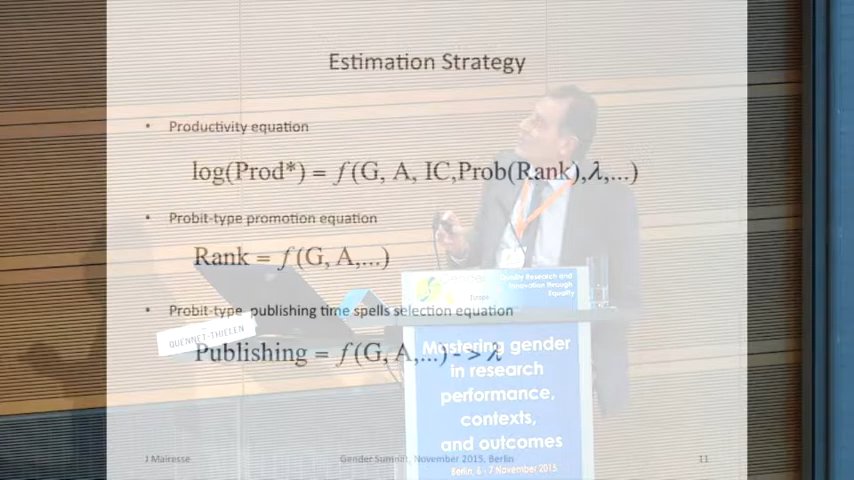 Estimation Strategy
• Productivity equation
log(Prod*) = f(G, A, IC,Prob(Rank),λ,...)
• Probit-type promotion equation
Rank = f(G, A,...)
• Probit-type publishing time spells selection equation
Publishing = f(G, A,...)-> λ
J Mairesse Gender Summit, November 2015, Berlin 11
QUENNET-THIELEN
Quality Research and
Innovation through
Equality
Europe
Mastering gender
in research
performance,
contexts,
and outcomes
Berlin, 6 - 7 November 2015